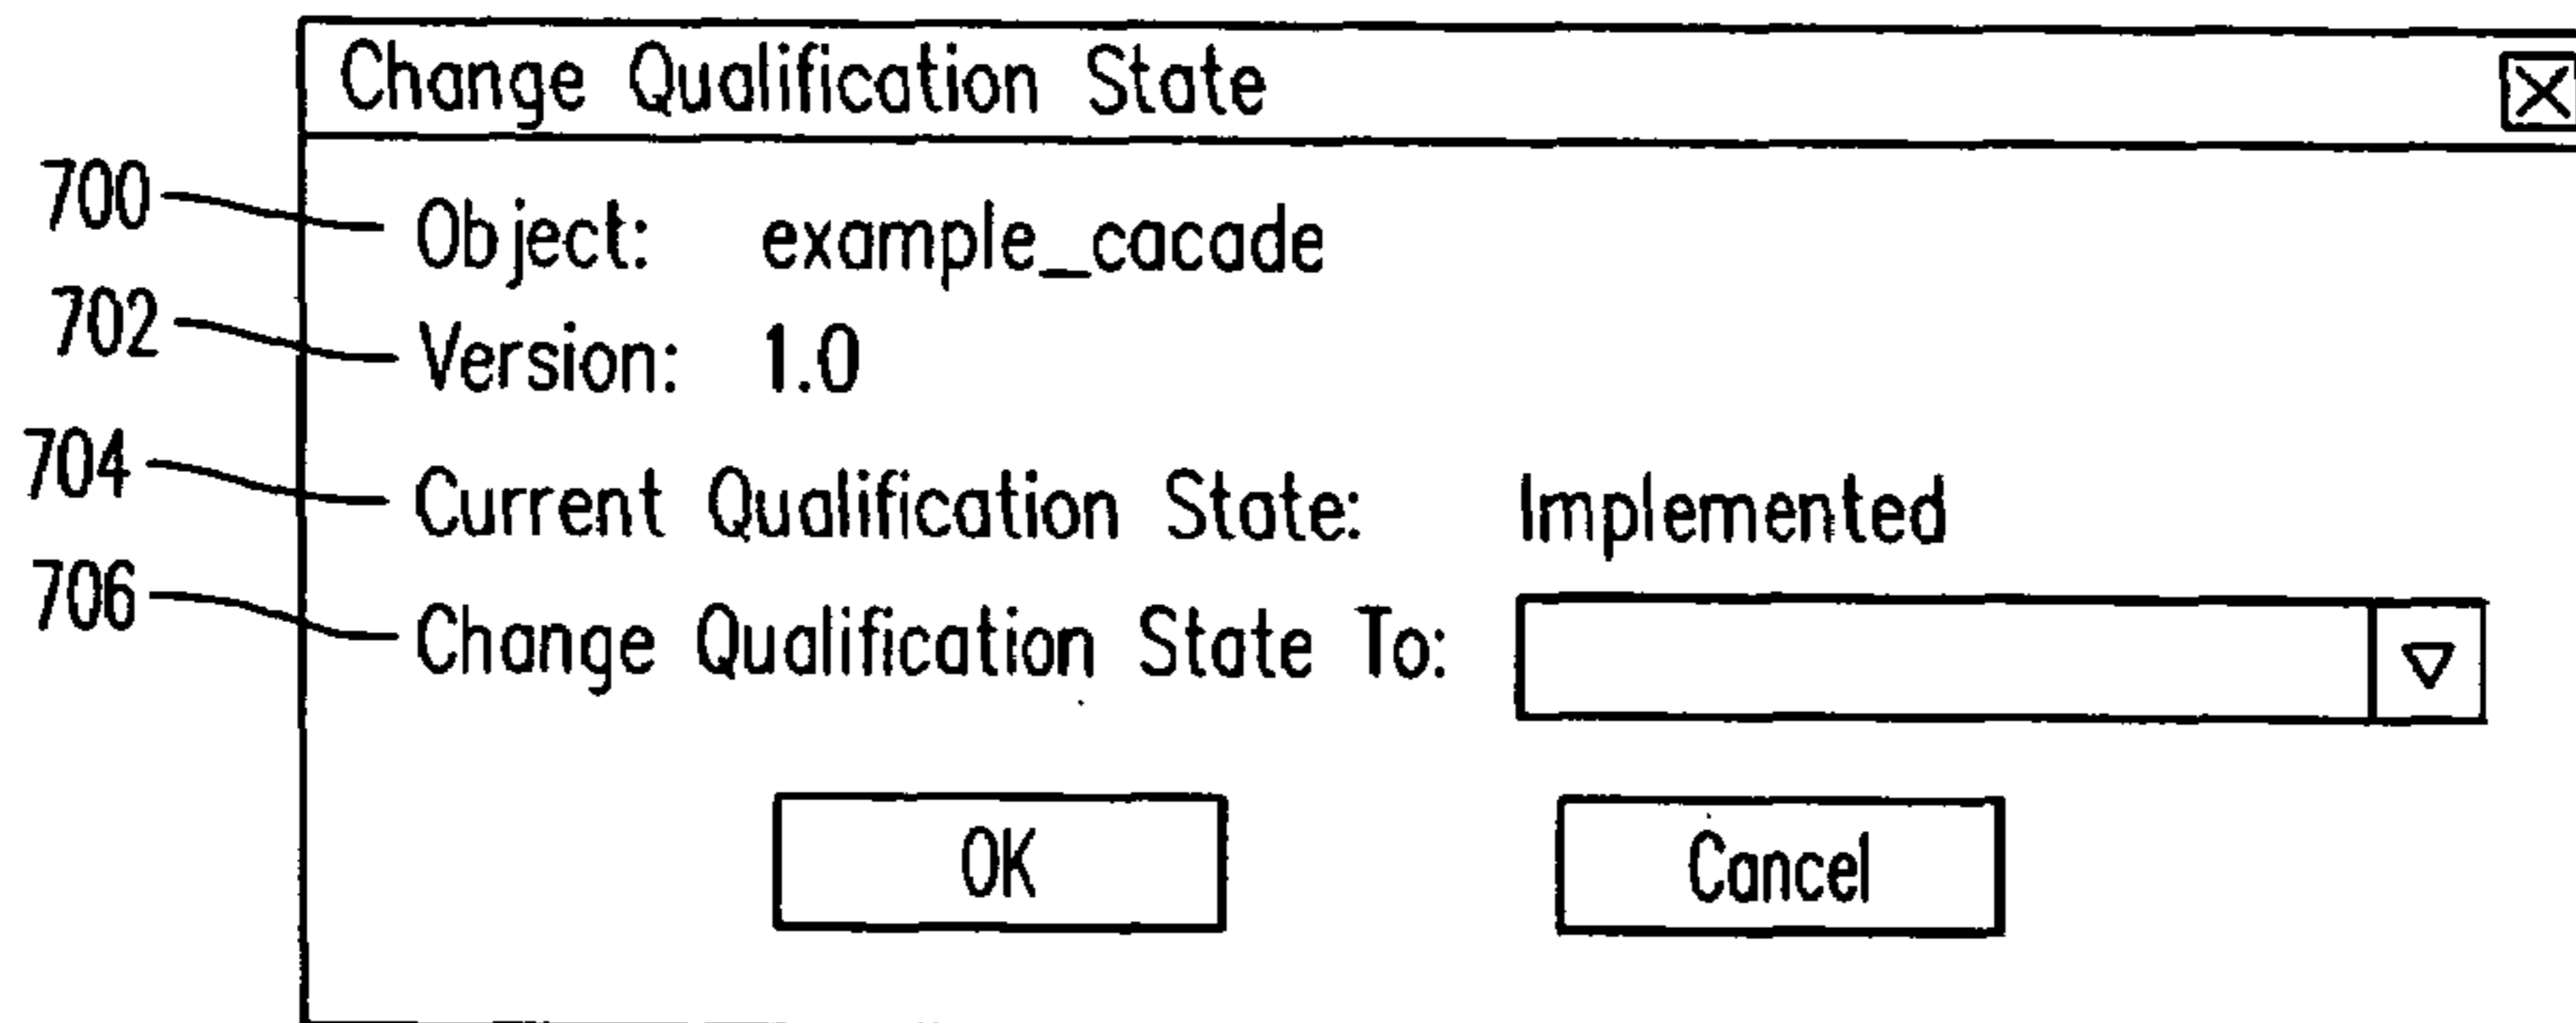 Change Qualification State
700 Object: example_cacade
702 Version: 1.0
704 Current Qualification State: Implemented
706 Change Qualification State To:
OK Cancel